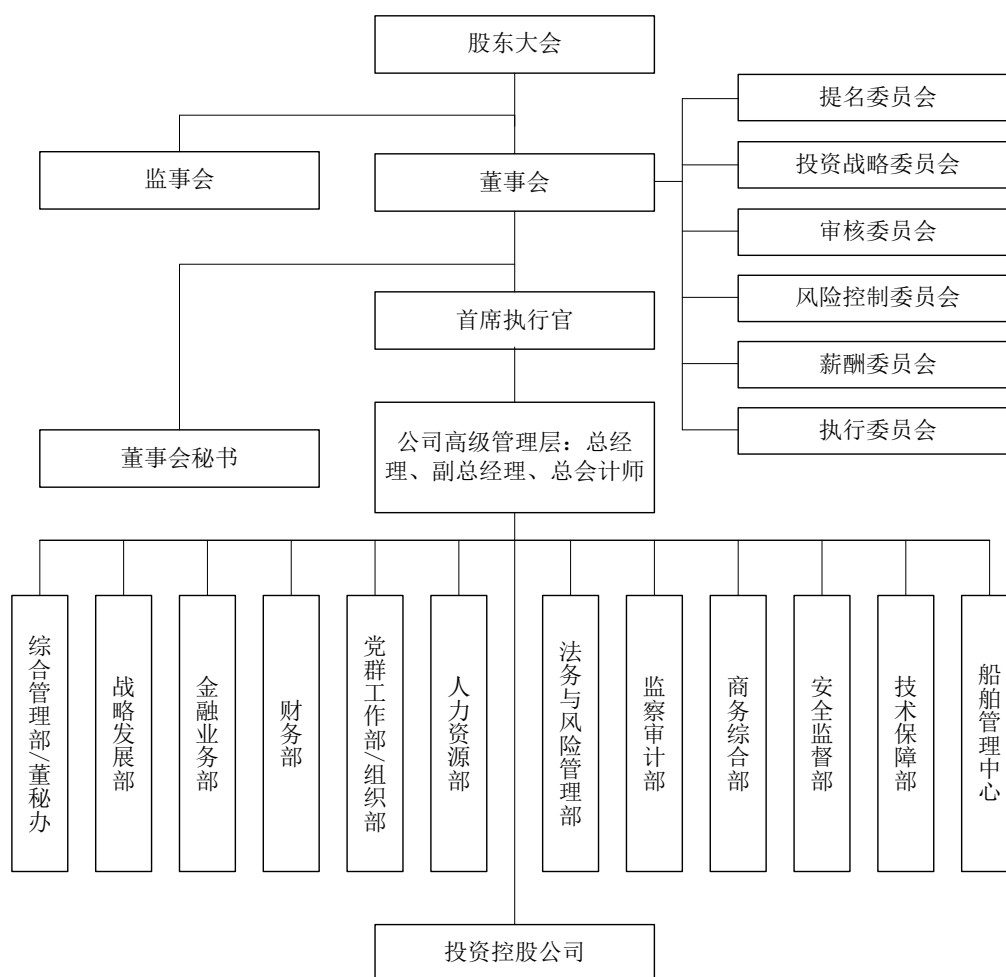 股东大会
提名委员会
监事会
董事会
投资战略委员会
审核委员会
首席执行官
风险控制委员会
薪酬委员会
董事会秘书
公司高级管理层：总经
理、副总经理、总会计师
执行委员会
综合管理部/董秘办
战略发展部
金融业务部
财务部
党群工作部/组织部
人力资源部
法务与风险管理部
监察审计部
商务综合部
安全监督部
技术保障部
船舶管理中心
投资控股公司